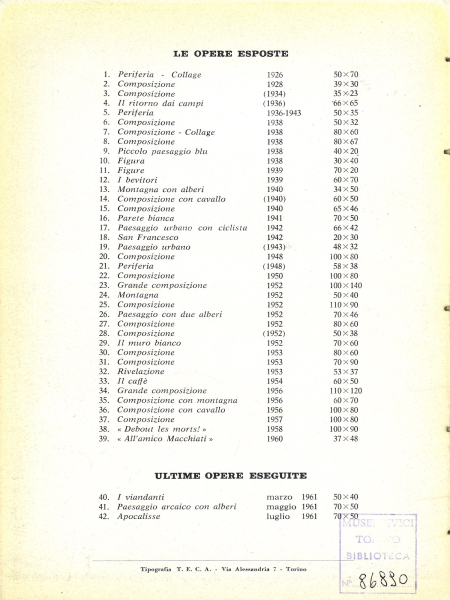 LE OPERE ESPOSTE
1. Periferia - Collage 1926 50×70
2. Composizione 1928 39×30
3. Composizione (1934) 35×23
4. Il ritorno dai campi (1936) '66×65
5. Periferia 1936-1943 50×35
6. Composizione 1938 50×32
7. Composizione - Collage 1938 80×60
8. Composizione 1938 80×67
9. Piccolo paesaggio blu 1938 40×20
10. Figura 1938 30×40
11. Figure 1939 70×20
12. I bevitori 1939 60×70
13. Montagna con alberi 1940 34×50
14. Composizione con cavallo (1940) 60×50
15. Composizione 1940 65×46
16. Parete bianca 1941 70×50
17. Paesaggio urbano con ciclista 1942 66×42
18. San Francesco 1942 20×30
19. Paesaggio urbano (1943) 48×32
20. Composizione 1948 100×80
21. Periferia (1948) 58×38
22. Composizione 1950 100×80
23. Grande composizione 1952 100×140
24. Montagna 1952 50×40
25. Composizione 1952 110×90
26. Paesaggio con due alberi 1952 70×46
27. Composizione 1952 80×60
28. Composizione (1952) 50×38
29. Il muro bianco 1952 70×60
30. Composizione 1953 80×60
31. Composizione 1953 70×90
32. Rivelazione 1953 53×37
33. Il caffè 1954 60×50
34. Grande composizione 1956 110×120
35. Composizione con montagna 1956 60×70
36. Composizione con cavallo 1956 100×80
37. Composizione 1957 100×80
38. « Debout les morts! » 1958 100×90
39. « All'amico Macchiati » 1960 37×48
ULTIME OPERE ESEGUITE
40. I viandanti marzo 1961 50×40
41. Paesaggio arcaico con alberi maggio 1961 70×50
42. Apocalisse luglio 1961 70×50
MUSEI CIVICI
TORINO
BIBLIOTECA
N° 86890
Tipografia T. E. C. A. - Via Alessandria 7 - Torino